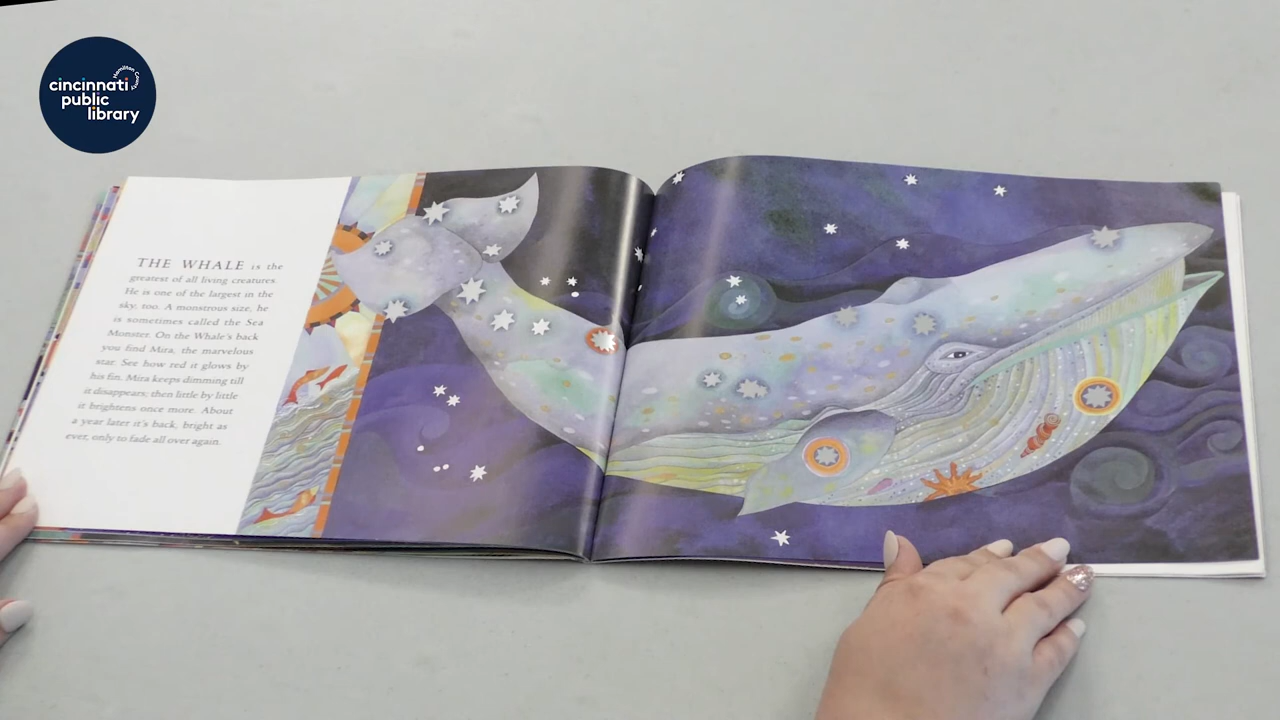 Hamilton County
cincinnati
public
library
THE WHALE is the
greatest of all living creatures.
He is one of the largest in the
sky, too. A monstrous size, he
is sometimes called the Sea
Monster. On the Whale's back
you find Mira, the marvelous
star. See how red it glows by
his fin. Mira keeps dimming till
it disappears; then little by little
it brightens once more. About
a year later it's back, bright as
ever, only to fade all over again.